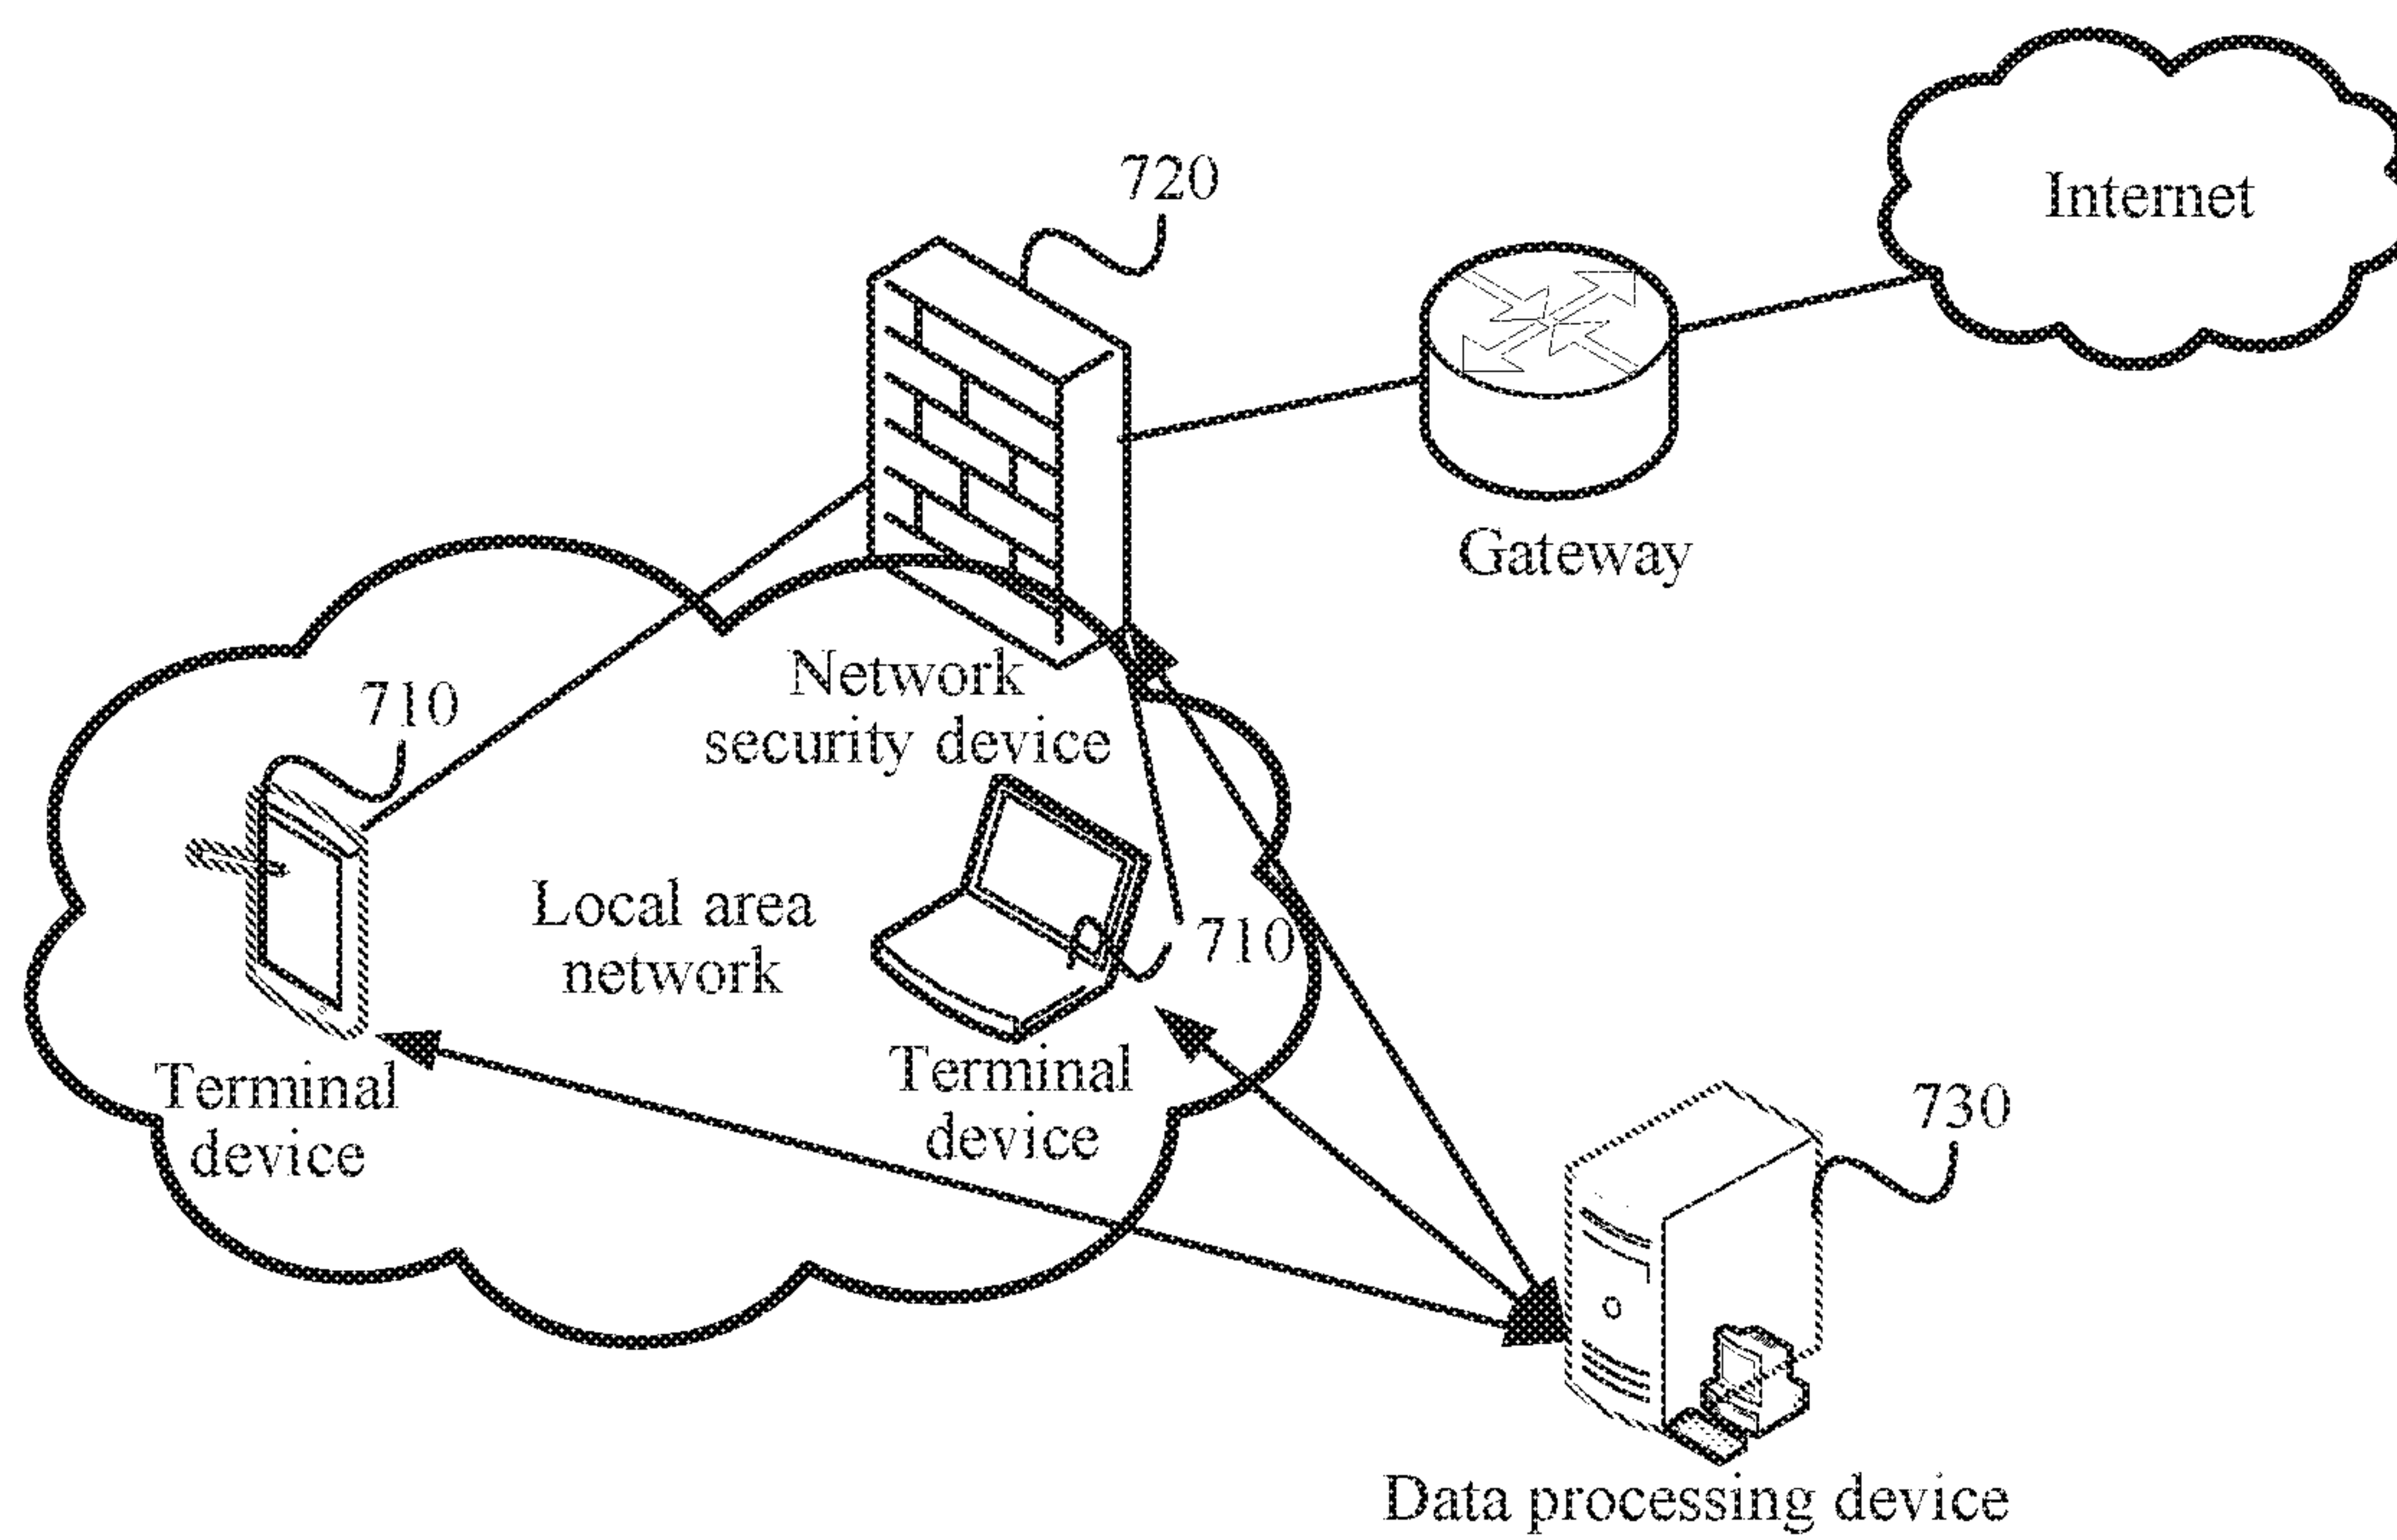 Internet
720
Gateway
Network
security device
710
Local area
network
710
Terminal
device
Terminal
device
730
Data processing device